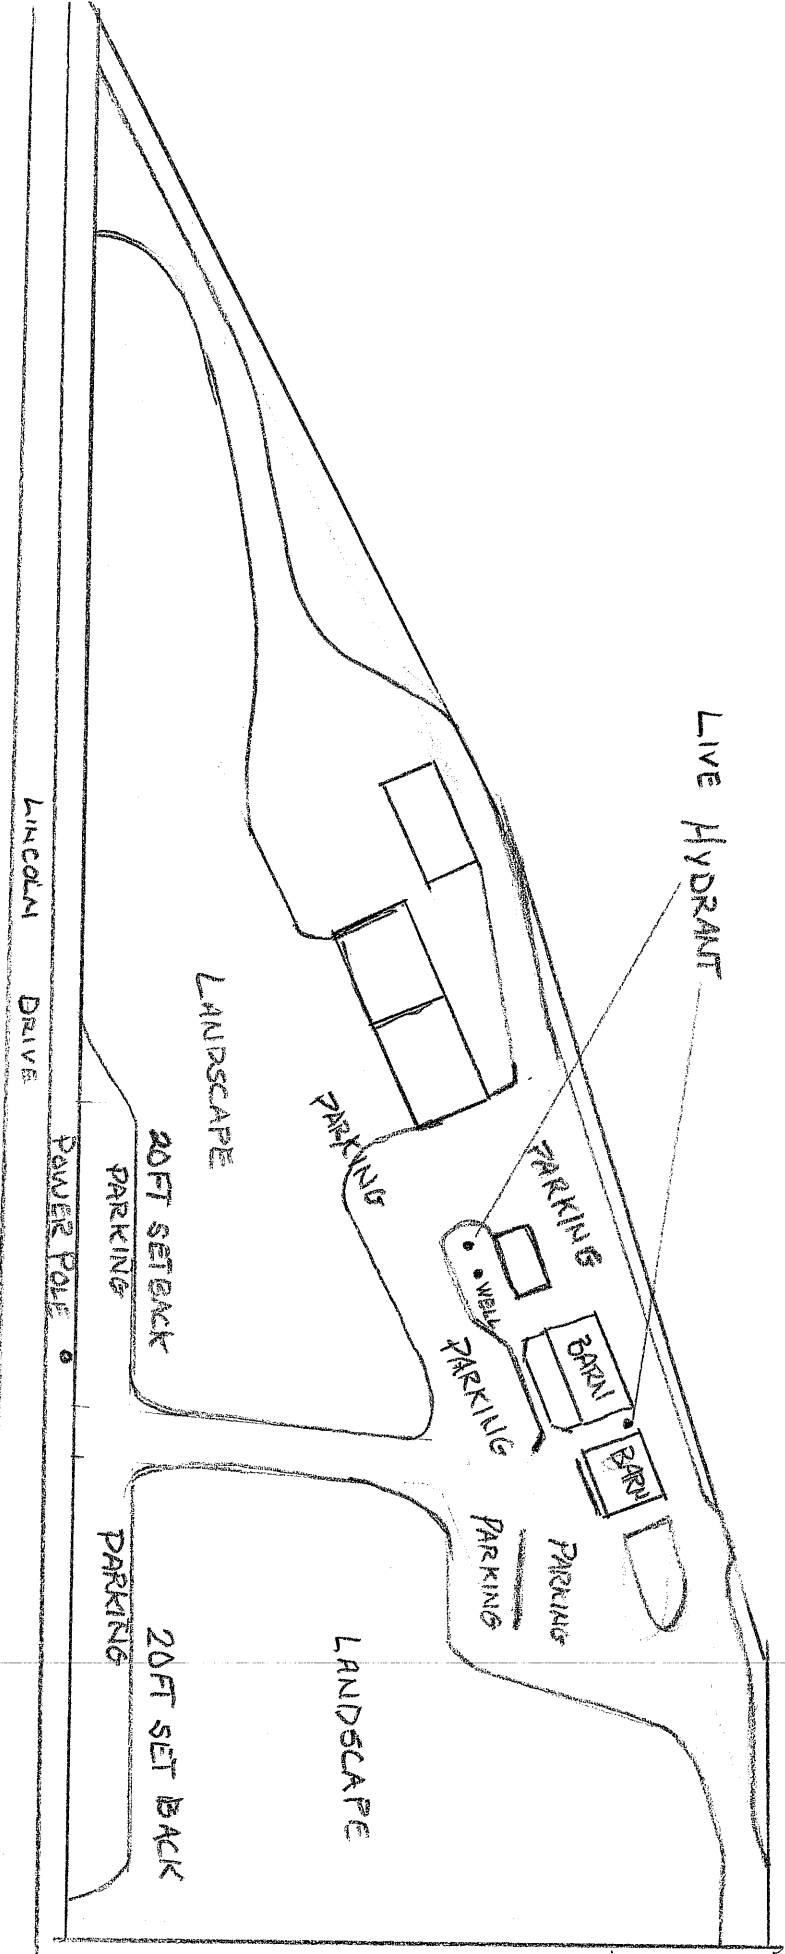 LIVE HYDRANT
PARKING
BARN
BARN
WELL
PARKING
PARKING
PARKING
PARKING
LANDSCAPE
LANDSCAPE
20FT SETBACK
PARKING
20FT SET BACK
PARKING
POWER POLE
LINCOLN DRIVE